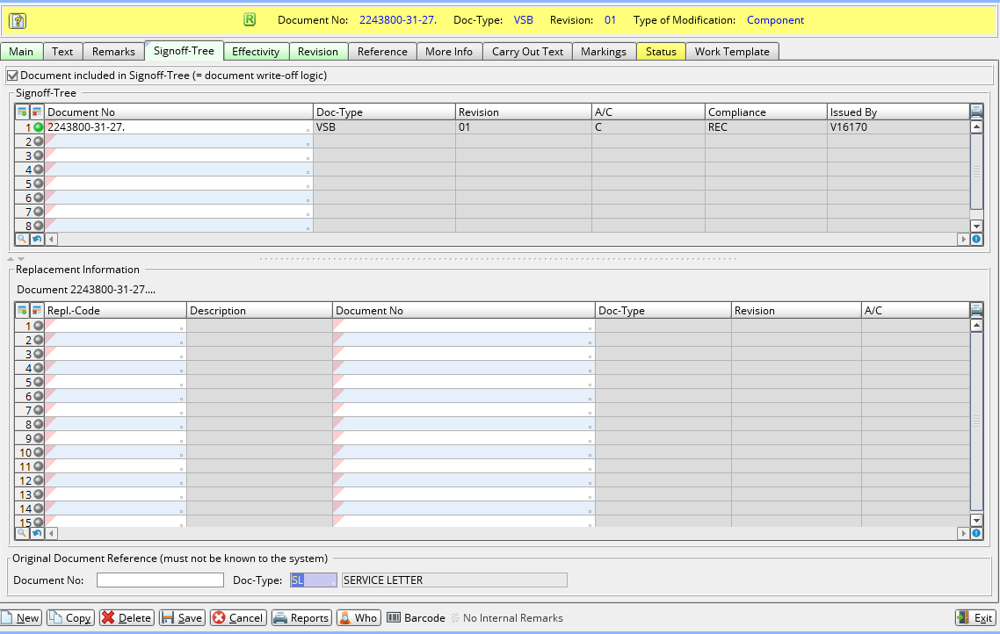 R Document No: 2243800-31-27. Doc-Type: VSB Revision: 01 Type of Modification: Component
Main Text Remarks Signoff-Tree Effectivity Revision Reference More Info Carry Out Text Markings Status Work Template
Document included in Signoff-Tree (= document write-off logic)
Signoff-Tree
Document No Doc-Type Revision A/C Compliance Issued By
1 2243800-31-27. VSB 01 C REC V16170
2
3
4
5
6
7
8
Replacement Information
Document 2243800-31-27....
Repl.-Code Description Document No Doc-Type Revision A/C
1
2
3
4
5
6
7
8
9
10
11
12
13
14
15
Original Document Reference (must not be known to the system)
Document No: Doc-Type: SL SERVICE LETTER
New Copy Delete Save Cancel Reports Who Barcode No Internal Remarks Exit